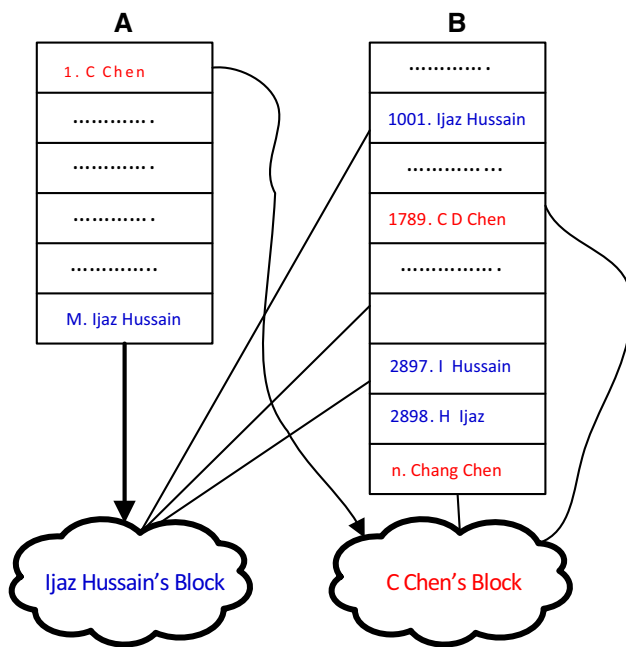 A
1. C Chen
………….
………….
………….
…………..
M. Ijaz Hussain
Ijaz Hussain's Block
B
………….
1001. Ijaz Hussain
…………...
1789. C D Chen
…………….
2897. I Hussain
2898. H Ijaz
n. Chang Chen
C Chen's Block